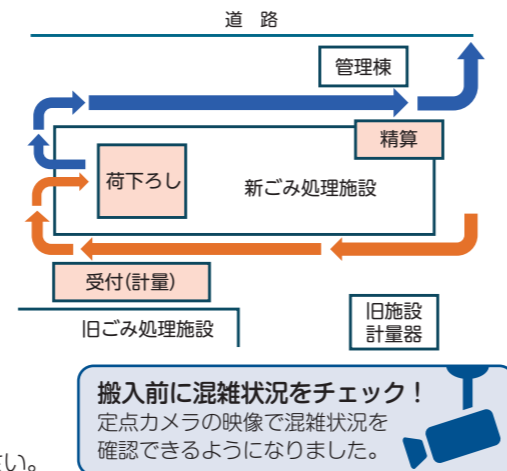 道路
管理棟
精算
荷下ろし
新ごみ処理施設
受付(計量)
旧ごみ処理施設
旧施設
計量器
搬入前に混雑状況をチェック！
定点カメラの映像で混雑状況を
確認できるようになりました。
さい。